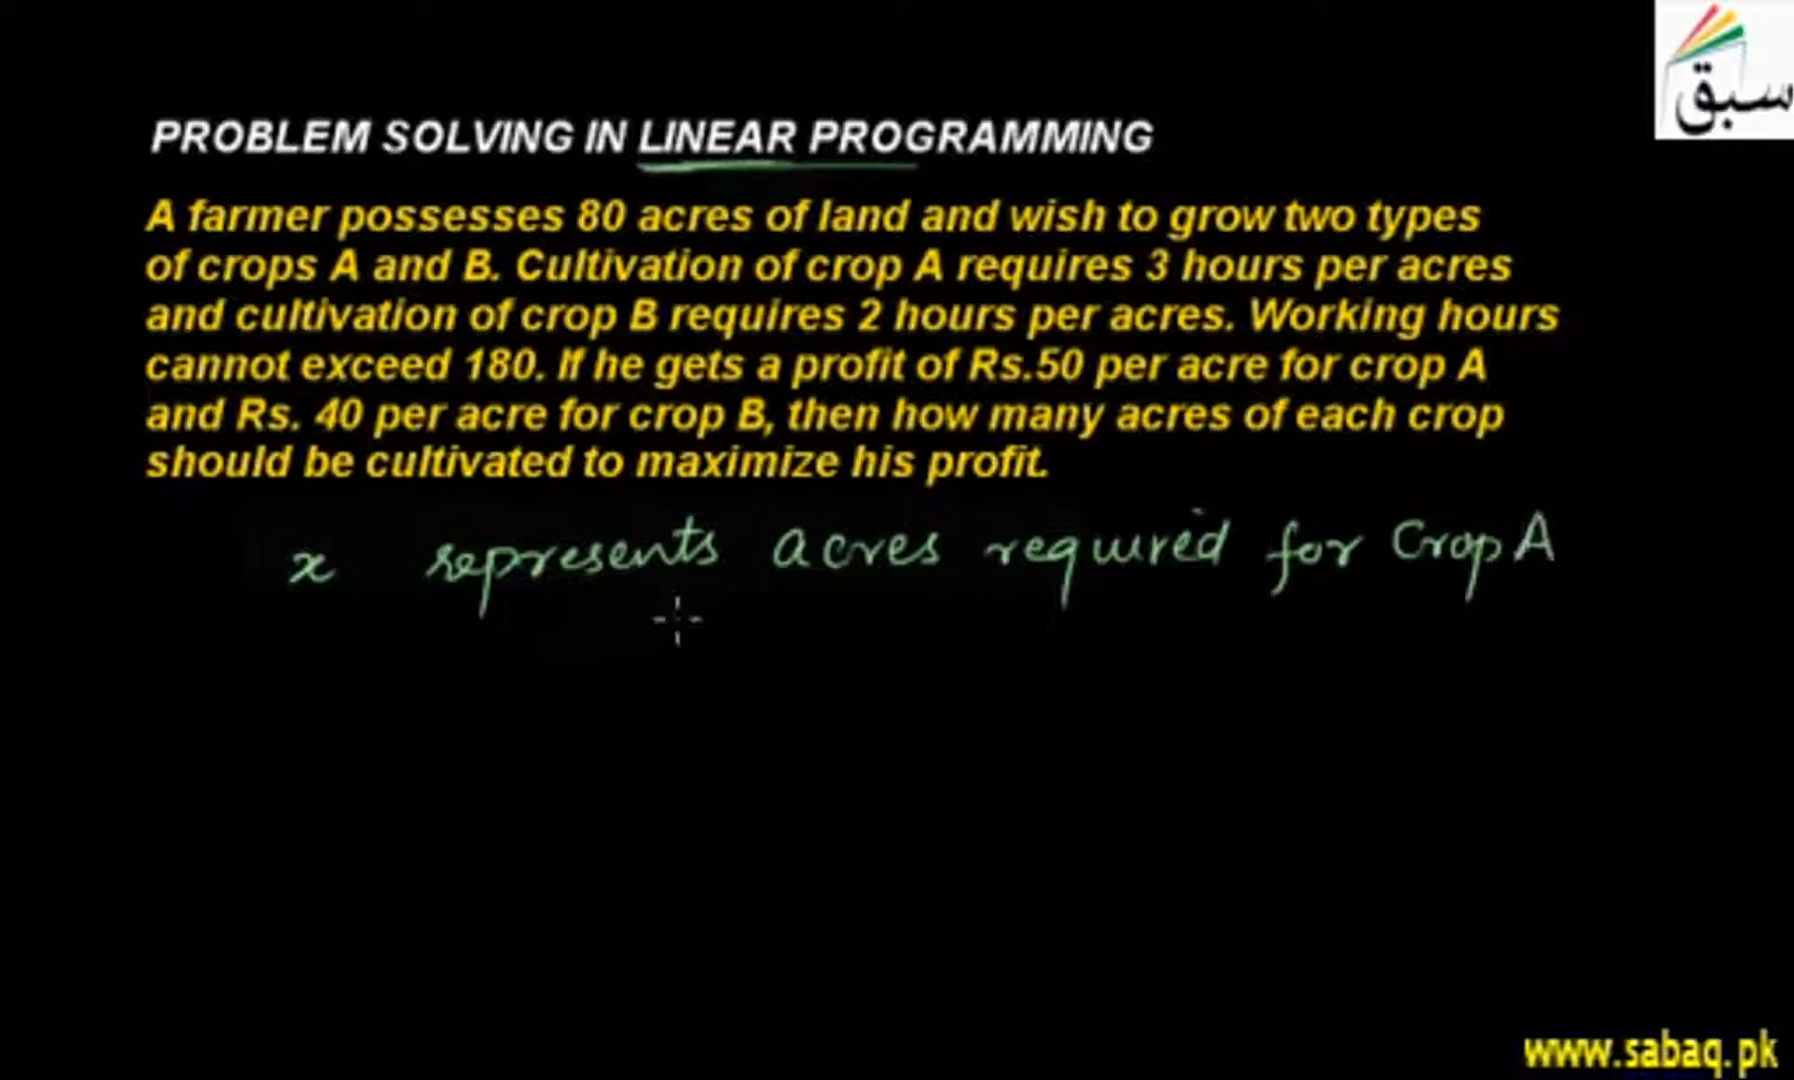 سبق
PROBLEM SOLVING IN LINEAR PROGRAMMING
A farmer possesses 80 acres of land and wish to grow two types
of crops A and B. Cultivation of crop A requires 3 hours per acres
and cultivation of crop B requires 2 hours per acres. Working hours
cannot exceed 180. If he gets a profit of Rs.50 per acre for crop A
and Rs. 40 per acre for crop B, then how many acres of each crop
should be cultivated to maximize his profit.
x represents acres required for Crop A
www.sabaq.pk